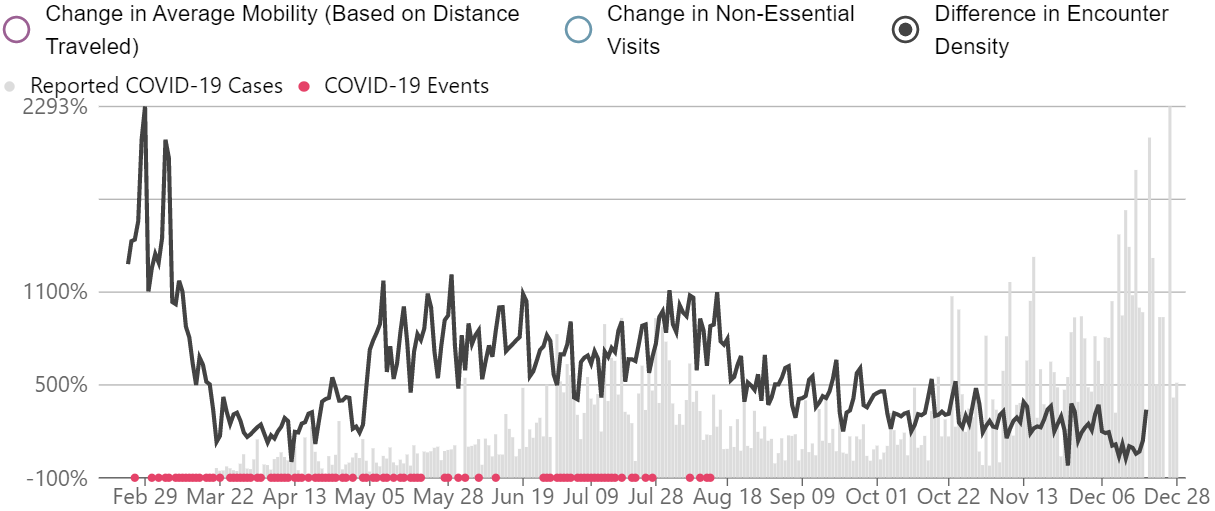 Change in Average Mobility (Based on Distance Traveled)
Change in Non-Essential Visits
Difference in Encounter Density
Reported COVID-19 Cases
COVID-19 Events
2293%
1100%
500%
-100%
Feb 29 Mar 22 Apr 13 May 05 May 28 Jun 19 Jul 09 Jul 28 Aug 18 Sep 09 Oct 01 Oct 22 Nov 13 Dec 06 Dec 28